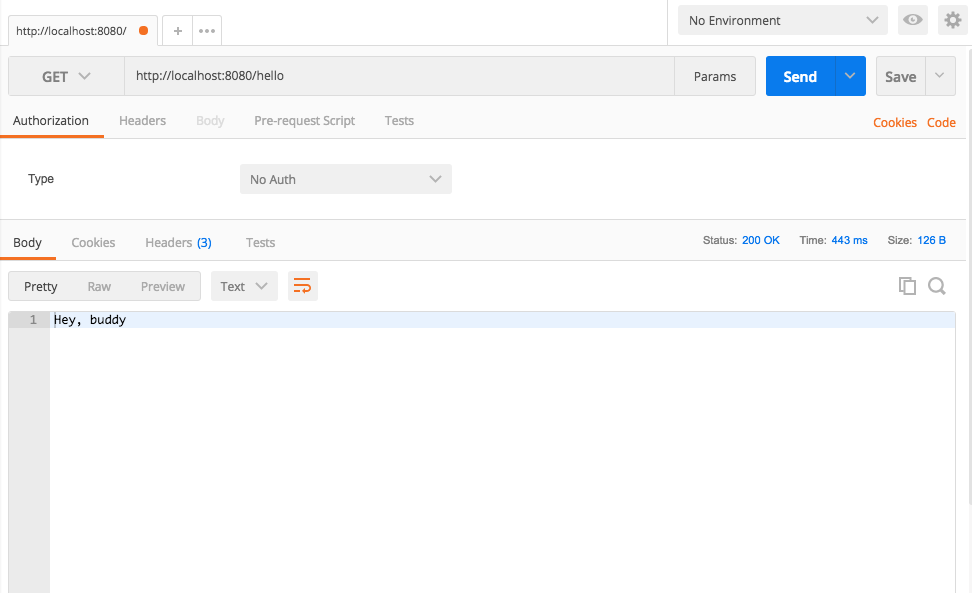 http://localhost:8080/ + ••• No Environment
GET http://localhost:8080/hello Params Send Save
Authorization Headers Body Pre-request Script Tests Cookies Code
Type No Auth
Body Cookies Headers (3) Tests Status: 200 OK Time: 443 ms Size: 126 B
Pretty Raw Preview Text
1 Hey, buddy